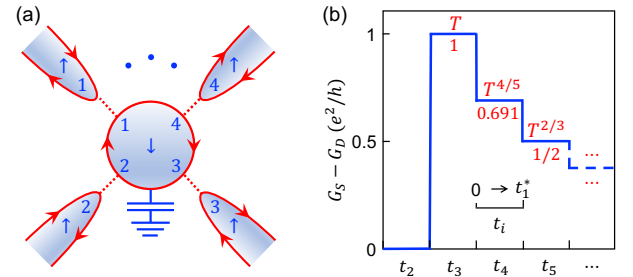 (a)
↑
1
↑
4
• • •
1
4
↓
2
3
2
↑
3
↑
(b)
G_S − G_D (e²/h)
1
0.5
0
T
1
T^{4/5}
0.691
T^{2/3}
1/2
...
...
0 → t_1^*
t_i
t_2 t_3 t_4 t_5 ...